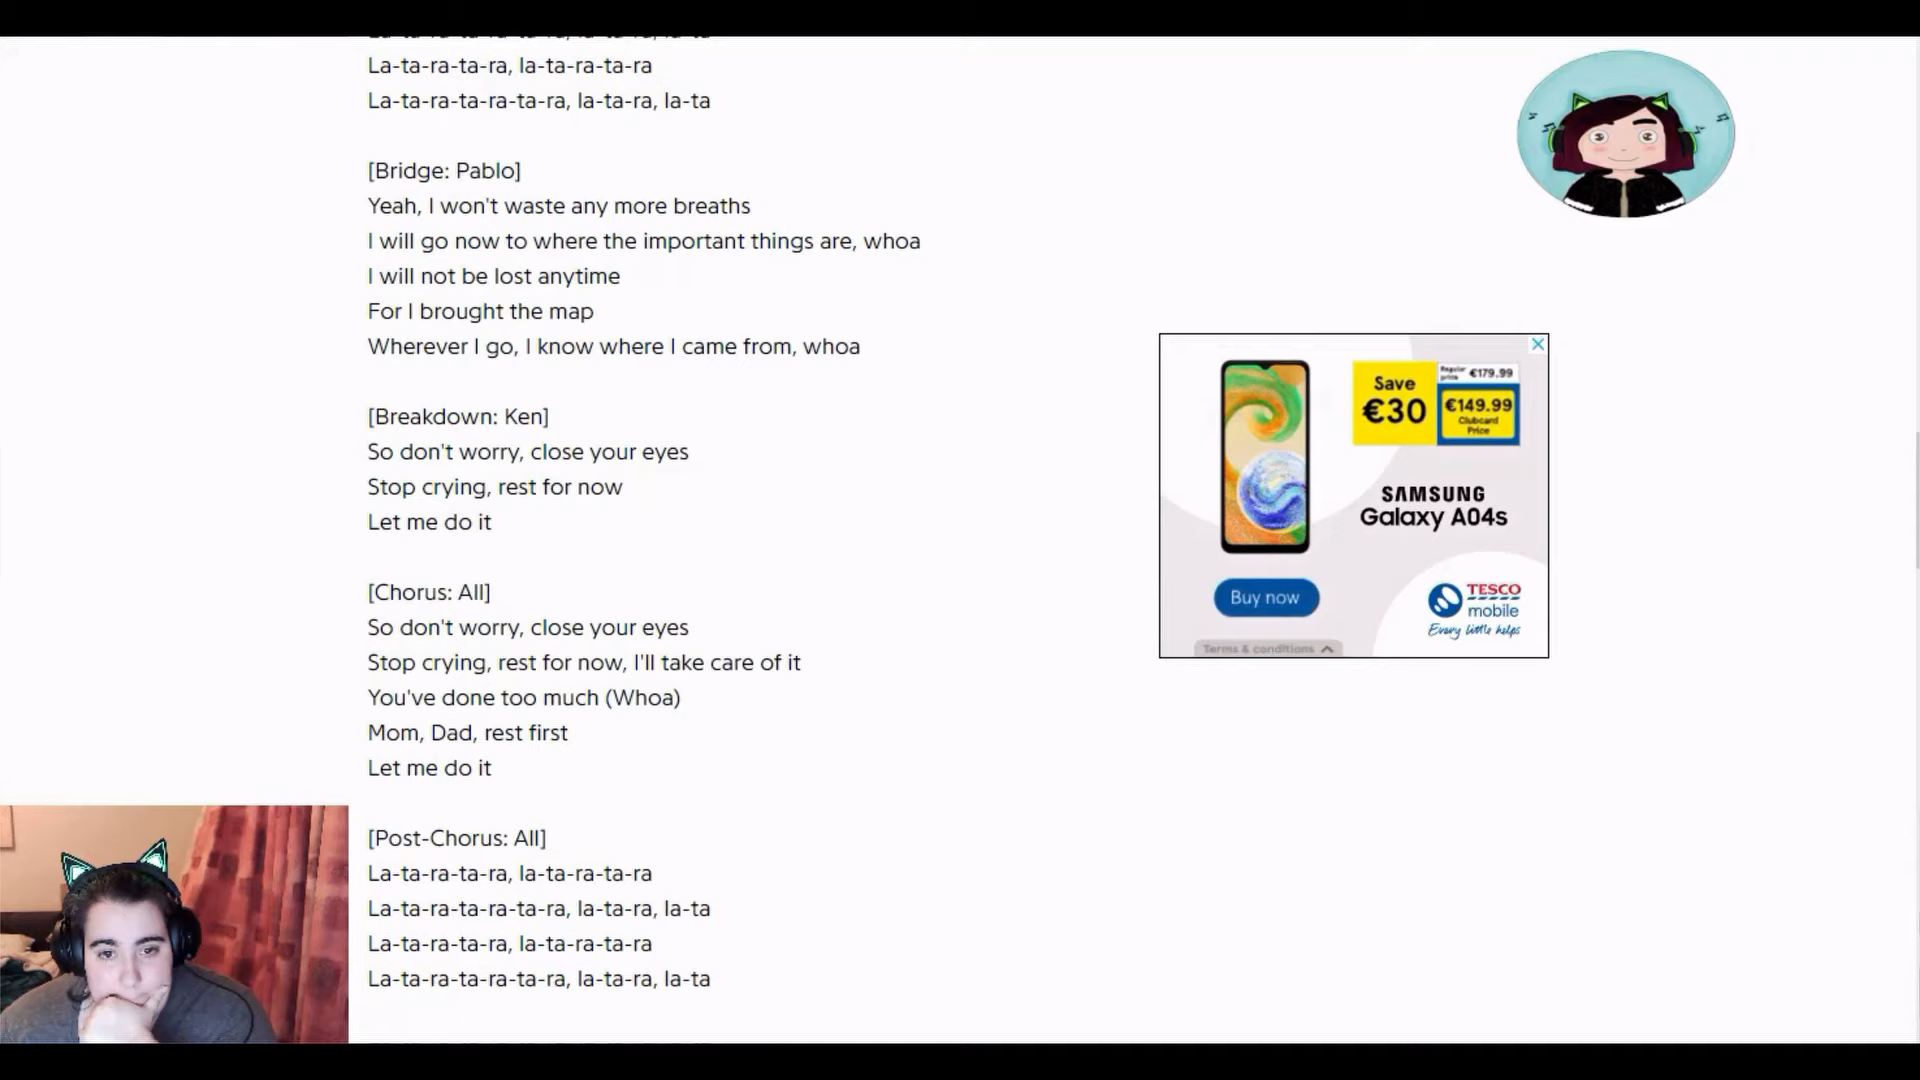 La-ta-ra-ta-ra, la-ta-ra-ta-ra
La-ta-ra-ta-ra-ta-ra, la-ta-ra, la-ta
[Bridge: Pablo]
Yeah, I won't waste any more breaths
I will go now to where the important things are, whoa
I will not be lost anytime
For I brought the map
Wherever I go, I know where I came from, whoa
[Breakdown: Ken]
So don't worry, close your eyes
Stop crying, rest for now
Let me do it
[Chorus: All]
So don't worry, close your eyes
Stop crying, rest for now, I'll take care of it
You've done too much (Whoa)
Mom, Dad, rest first
Let me do it
[Post-Chorus: All]
La-ta-ra-ta-ra, la-ta-ra-ta-ra
La-ta-ra-ta-ra-ta-ra, la-ta-ra, la-ta
La-ta-ra-ta-ra, la-ta-ra-ta-ra
La-ta-ra-ta-ra-ta-ra, la-ta-ra, la-ta
Save
€30
Regular price €179.99
€149.99
Clubcard
Price
SAMSUNG
Galaxy A04s
Buy now
TESCO
mobile
Every little helps
Terms & conditions